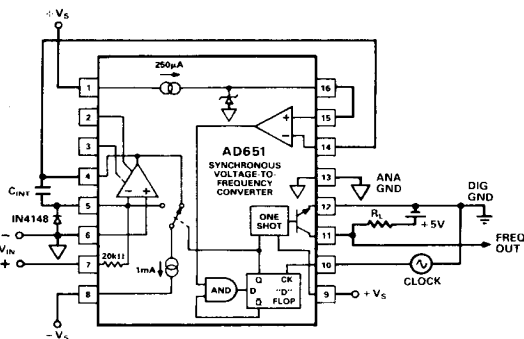 +VS
250μA
1
16
2
15
3
14
AD651
SYNCHRONOUS
VOLTAGE-TO-
FREQUENCY
CONVERTER
4
13
ANA
GND
DIG
GND
CINT
5
12
IN4148
ONE
SHOT
RL
+5V
6
11
FREQ
OUT
VIN
–
+
7
20kΩ
10
CLOCK
1mA
AND
D
Q
CK
"D"
FLOP
Q̅
8
9
+VS
–VS
+
–
–
+